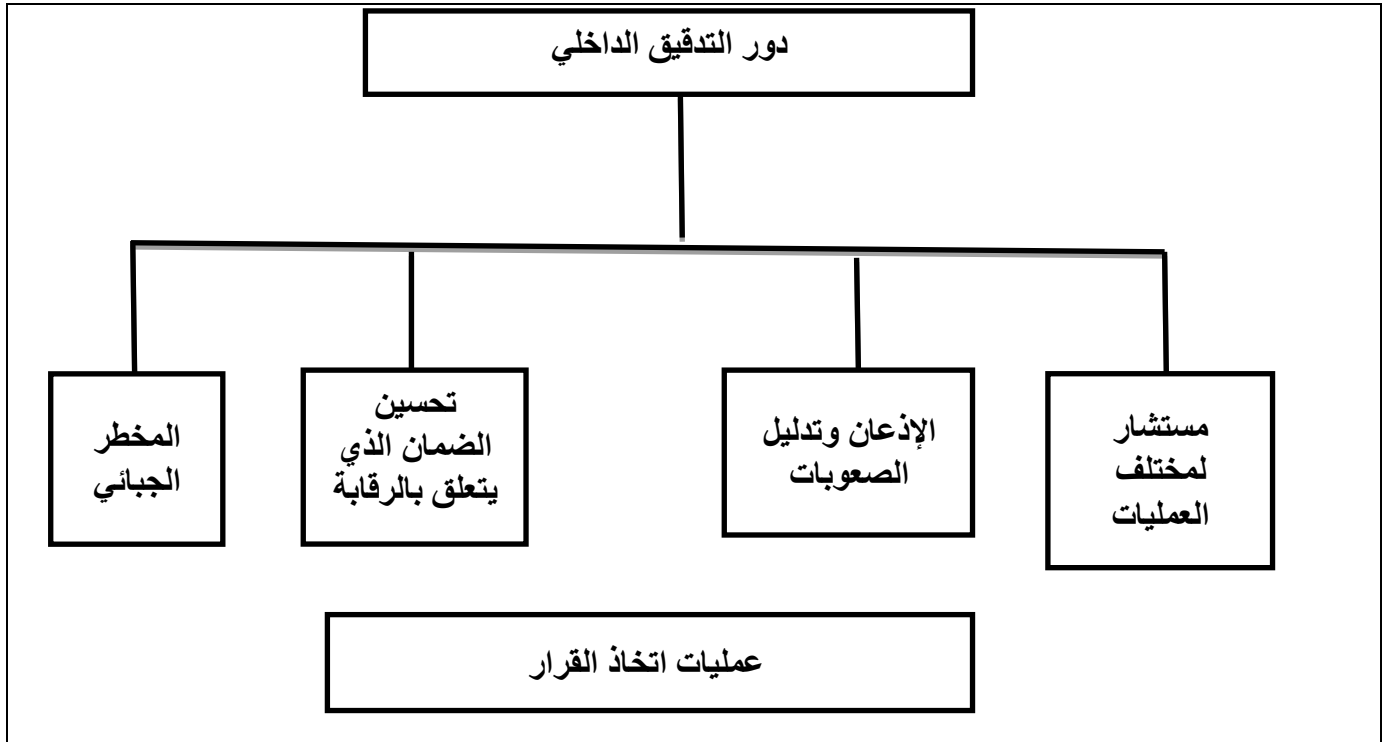 دور التدقيق الداخلي
مستشار
لمختلف
العمليات
الإذعان وتدليل
الصعوبات
تحسين
الضمان الذي
يتعلق بالرقابة
المخطر
الجبائي
عمليات اتخاذ القرار